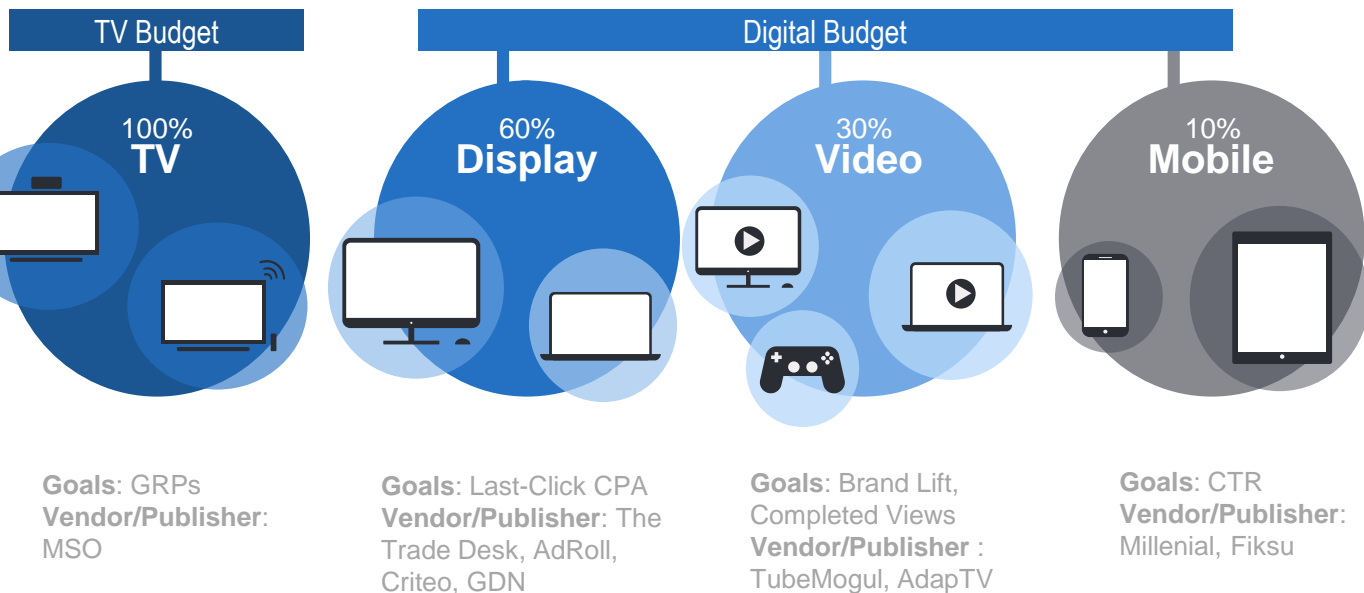 TV Budget
Digital Budget
100%
TV
60%
Display
30%
Video
10%
Mobile
Goals: GRPs
Vendor/Publisher:
MSO
Goals: Last-Click CPA
Vendor/Publisher: The
Trade Desk, AdRoll,
Criteo, GDN
Goals: Brand Lift,
Completed Views
Vendor/Publisher :
TubeMogul, AdapTV
Goals: CTR
Vendor/Publisher:
Millenial, Fiksu